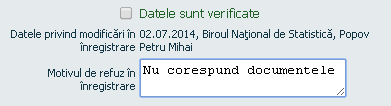 Datele sunt verificate
Datele privind modificări în 02.07.2014, Biroul Naţional de Statistică, Popov
înregistrare Petru Mihai
Motivul de refuz în Nu corespund documentele
înregistrare